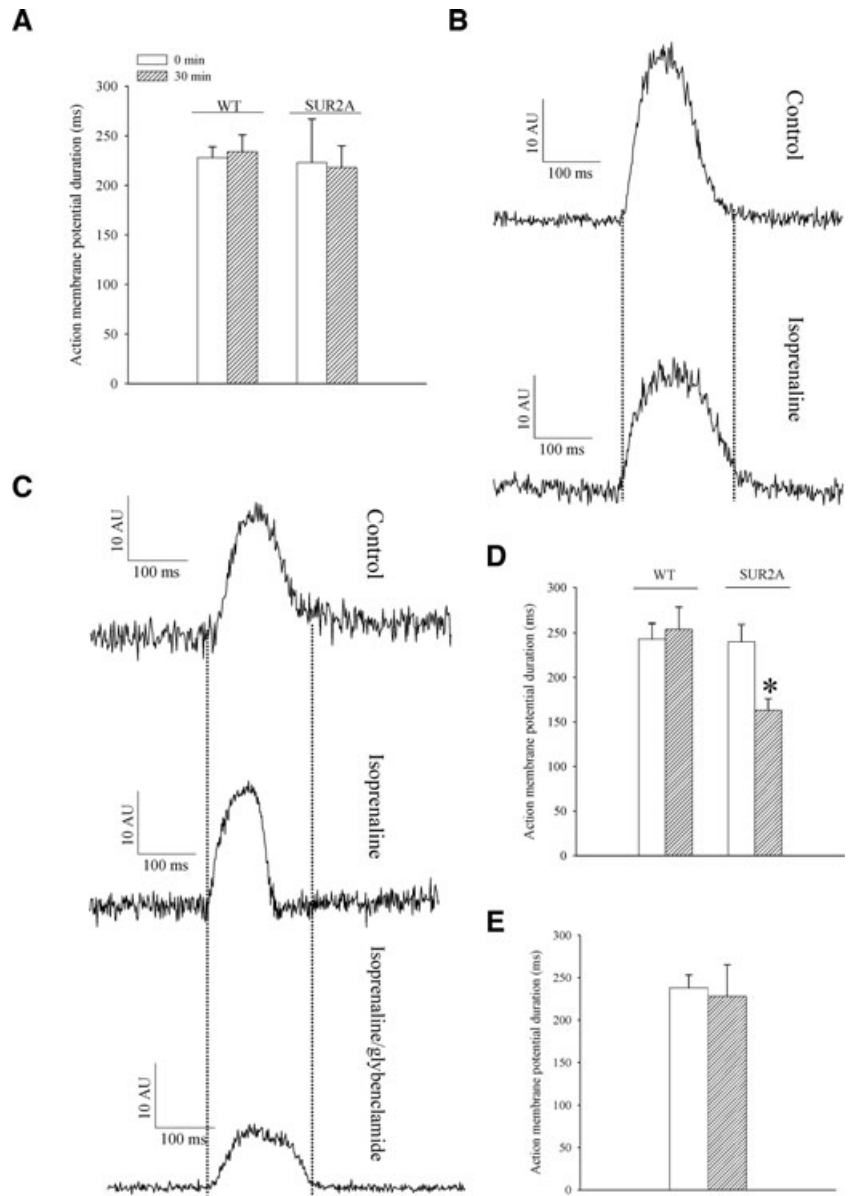 A
0 min
30 min
WT
SUR2A
Action membrane potential duration (ms)
300
250
200
150
100
50
0
B
10 AU
100 ms
Control
10 AU
100 ms
Isoprenaline
C
10 AU
100 ms
Control
10 AU
100 ms
Isoprenaline
10 AU
100 ms
Isoprenaline/glybenclamide
D
WT
SUR2A
Action membrane potential duration (ms)
300
250
200
150
100
50
0
*
E
Action membrane potential duration (ms)
300
250
200
150
100
50
0